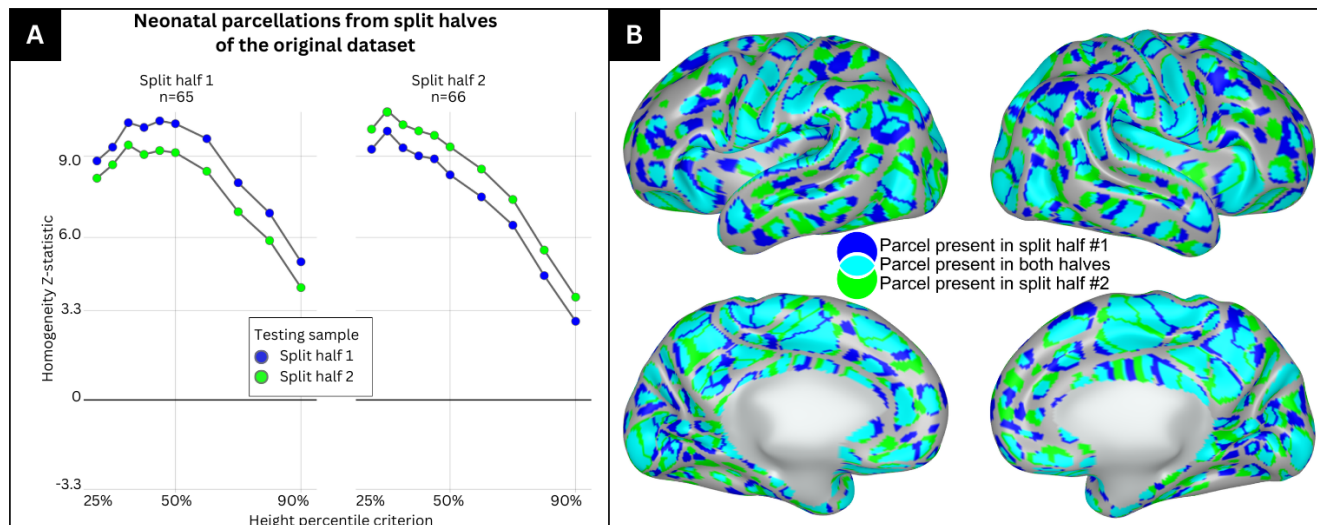 A
Neonatal parcellations from split halves
of the original dataset
Split half 1
n=65
Split half 2
n=66
Homogeneity Z-statistic
9.0
6.0
3.3
0
-3.3
Testing sample
Split half 1
Split half 2
25%
50%
90%
25%
50%
90%
Height percentile criterion
B
Parcel present in split half #1
Parcel present in both halves
Parcel present in split half #2